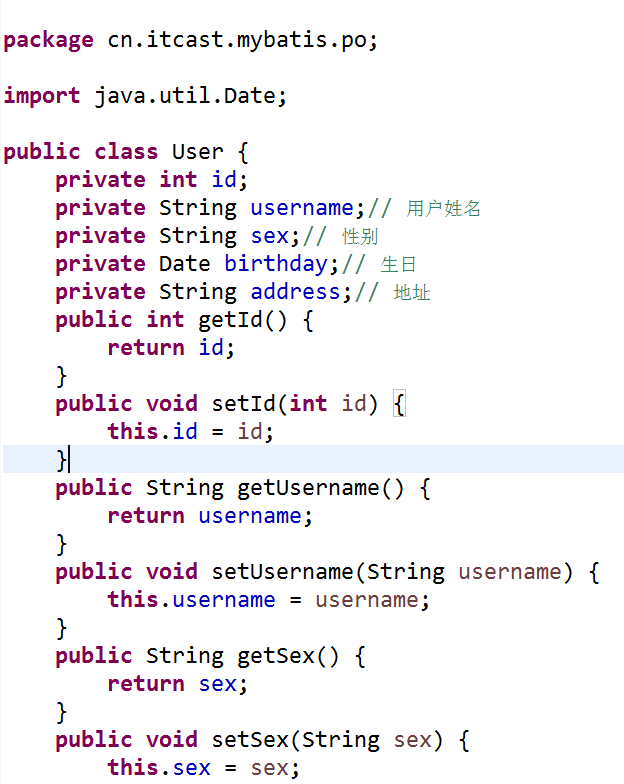 package cn.itcast.mybatis.po;
import java.util.Date;
public class User {
    private int id;
    private String username;// 用户姓名
    private String sex;// 性别
    private Date birthday;// 生日
    private String address;// 地址
    public int getId() {
        return id;
    }
    public void setId(int id) {
        this.id = id;
    }
    public String getUsername() {
        return username;
    }
    public void setUsername(String username) {
        this.username = username;
    }
    public String getSex() {
        return sex;
    }
    public void setSex(String sex) {
        this.sex = sex;